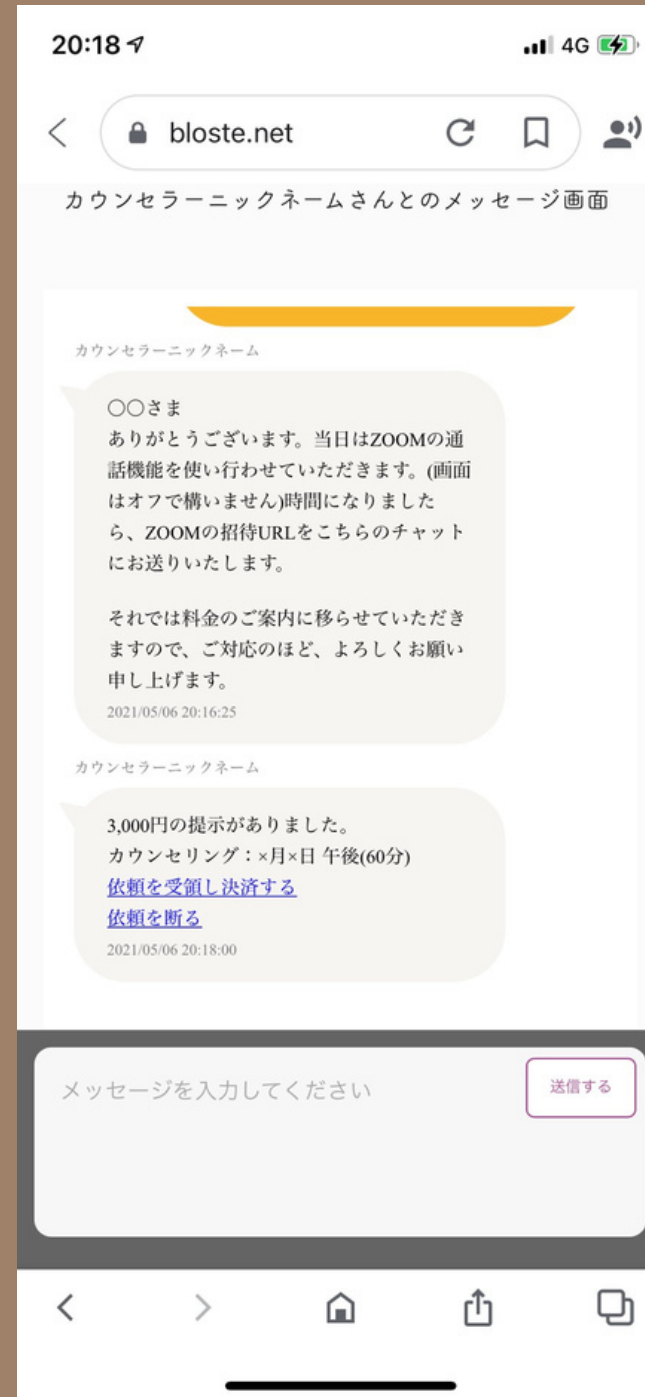 20:18
4G
bloste.net
カウンセラーニックネームさんとのメッセージ画面
カウンセラーニックネーム
〇〇さま
ありがとうございます。当日はZOOMの通
話機能を使い行わせていただきます。(画面
はオフで構いません)時間になりました
ら、ZOOMの招待URLをこちらのチャット
にお送りいたします。
それでは料金のご案内に移らせていただき
ますので、ご対応のほど、よろしくお願い
申し上げます。
2021/05/06 20:16:25
カウンセラーニックネーム
3,000円の提示がありました。
カウンセリング：×月×日 午後(60分)
依頼を受領し決済する
依頼を断る
2021/05/06 20:18:00
メッセージを入力してください
送信する